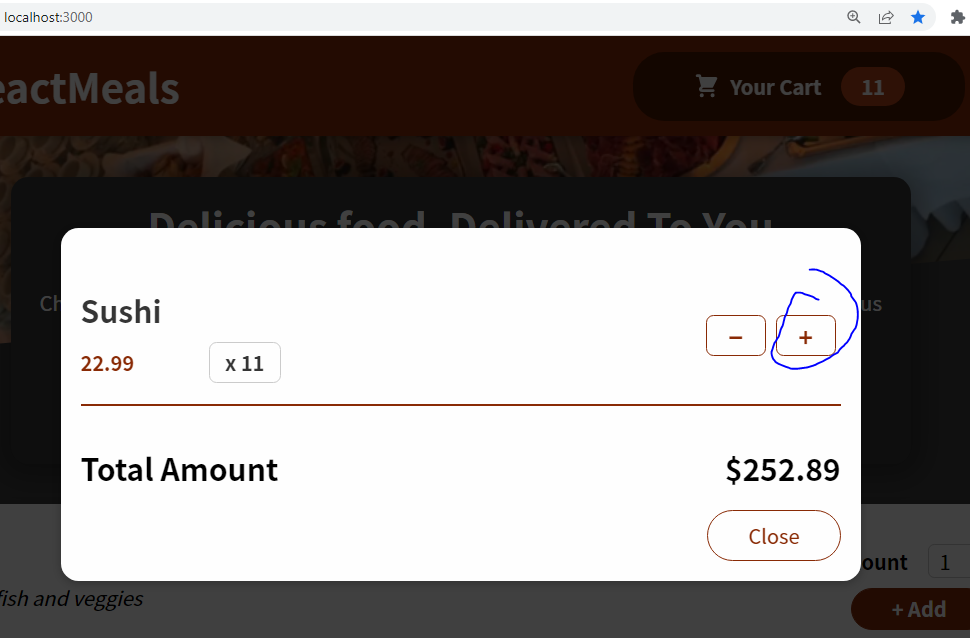 localhost:3000
eactMeals
Your Cart 11
Delicious food, Delivered To You
Ch
us
Sushi
− +
22.99 x 11
Total Amount $252.89
Close
ount 1
fish and veggies
+ Add